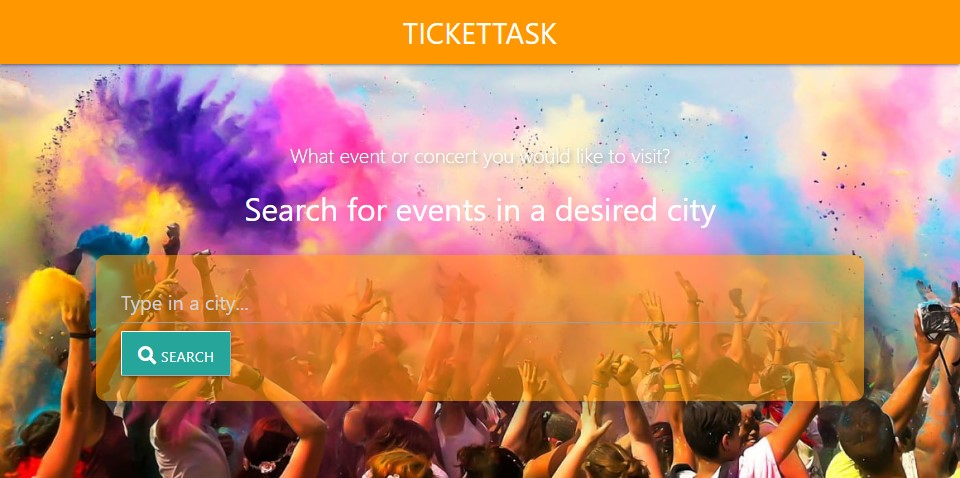 TICKETTASK
What event or concert you would like to visit?
Search for events in a desired city
Type in a city...
SEARCH